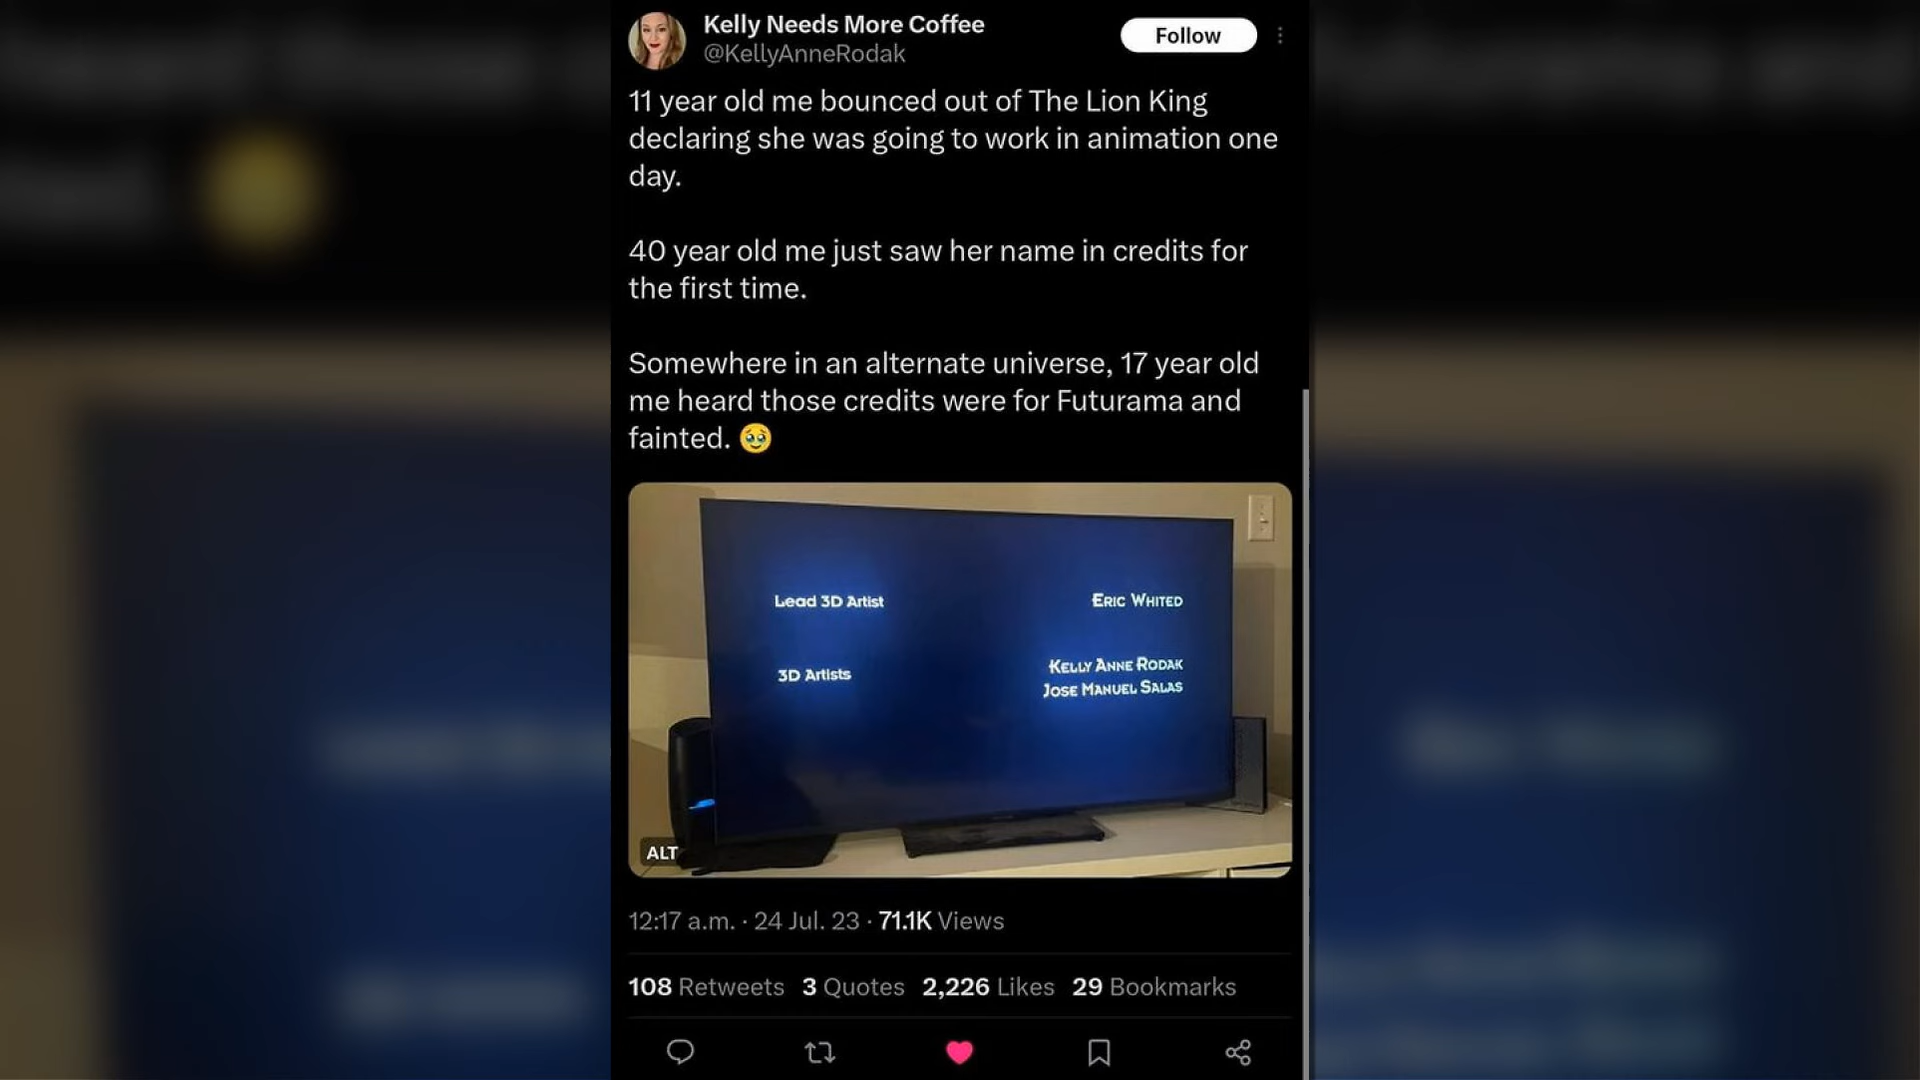 Kelly Needs More Coffee
@KellyAnneRodak
Follow
11 year old me bounced out of The Lion King
declaring she was going to work in animation one
day.
40 year old me just saw her name in credits for
the first time.
Somewhere in an alternate universe, 17 year old
me heard those credits were for Futurama and
fainted. 🥹
Lead 3D Artist
Eric Whited
3D Artists
Kelly Anne Rodak
Jose Manuel Salas
ALT
12:17 a.m. · 24 Jul. 23 · 71.1K Views
108 Retweets 3 Quotes 2,226 Likes 29 Bookmarks